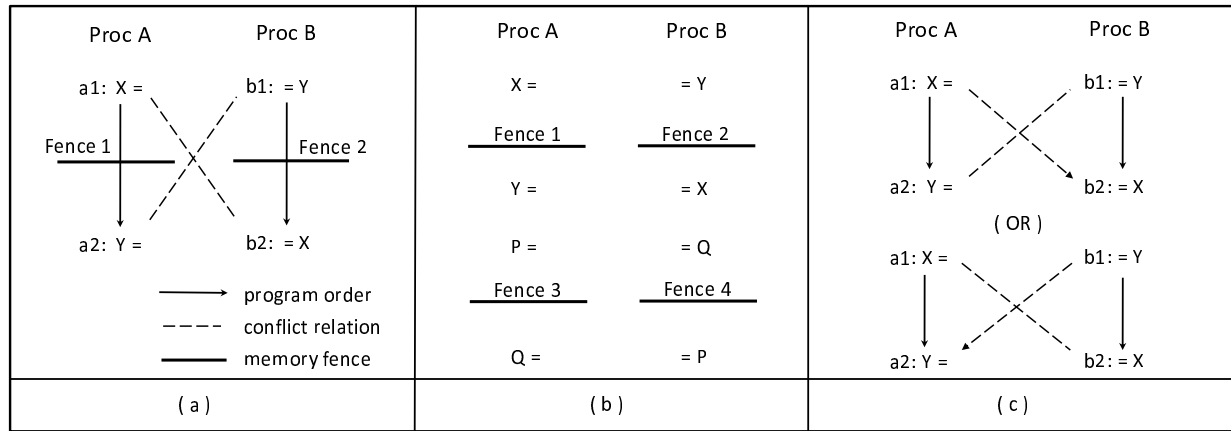 Proc A Proc B
a1: X = b1: = Y
Fence 1 Fence 2
a2: Y = b2: = X
program order
conflict relation
memory fence
( a )
Proc A Proc B
X = = Y
Fence 1 Fence 2
Y = = X
P = = Q
Fence 3 Fence 4
Q = = P
( b )
Proc A Proc B
a1: X = b1: = Y
a2: Y = b2: = X
( OR )
a1: X = b1: = Y
a2: Y = b2: = X
( c )